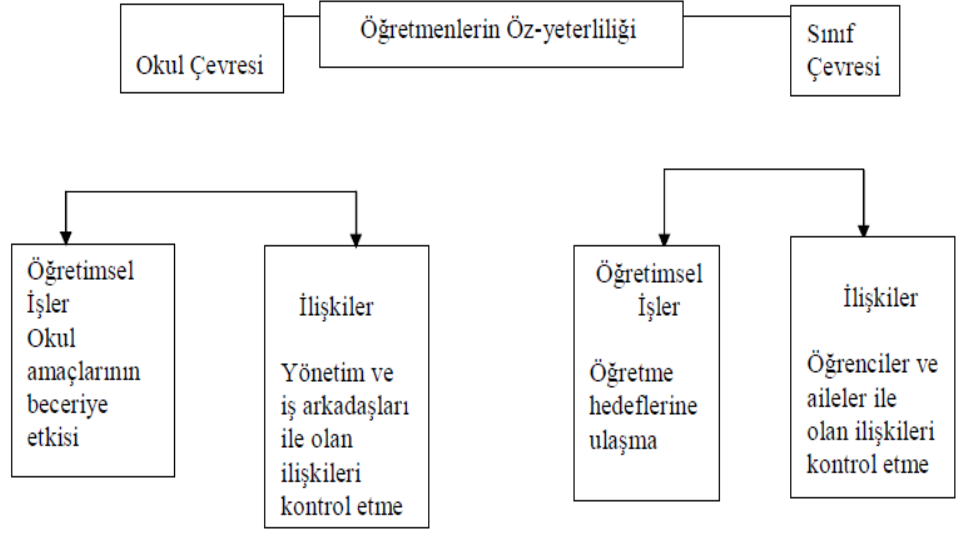 Öğretmenlerin Öz-yeterliliği
Okul Çevresi
Sınıf
Çevresi
Öğretimsel
İşler
Okul
amaçlarının
beceriye
etkisi
İlişkiler
Yönetim ve
iş arkadaşları
ile olan
ilişkileri
kontrol etme
Öğretimsel
İşler
Öğretme
hedeflerine
ulaşma
İlişkiler
Öğrenciler ve
aileler ile
olan ilişkileri
kontrol etme